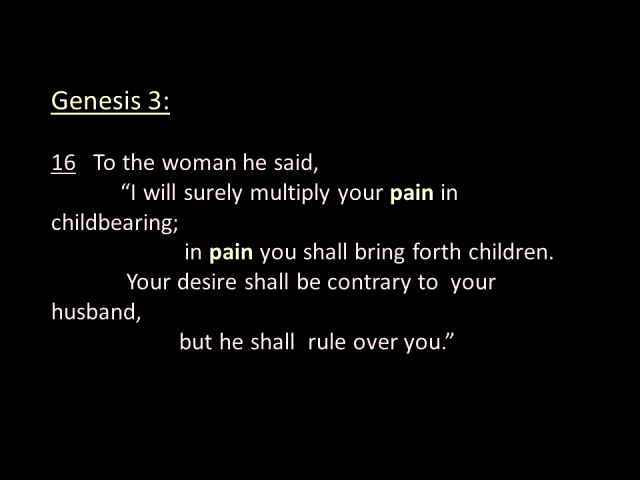 Genesis 3:
16 To the woman he said,
“I will surely multiply your pain in
childbearing;
in pain you shall bring forth children.
Your desire shall be contrary to your
husband,
but he shall rule over you.”